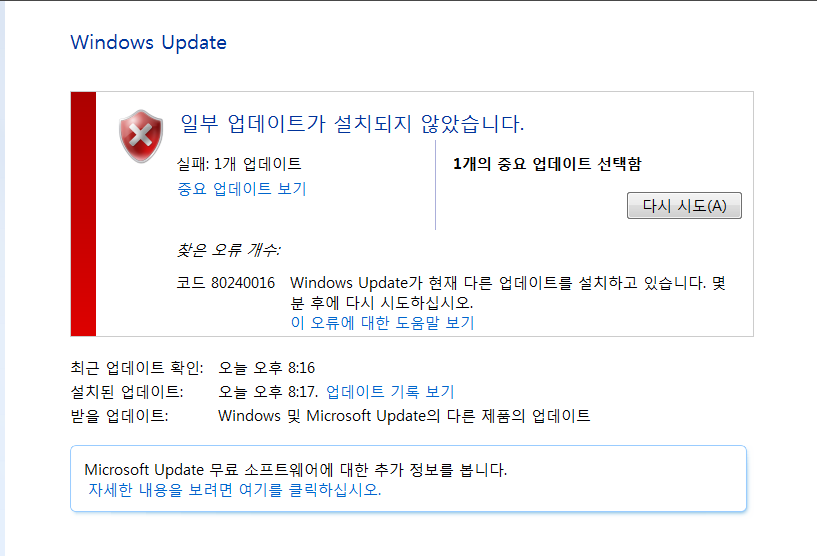 Windows Update
일부 업데이트가 설치되지 않았습니다.
실패: 1개 업데이트
중요 업데이트 보기
1개의 중요 업데이트 선택함
다시 시도(A)
찾은 오류 개수:
코드 80240016 Windows Update가 현재 다른 업데이트를 설치하고 있습니다. 몇
분 후에 다시 시도하십시오.
이 오류에 대한 도움말 보기
최근 업데이트 확인: 오늘 오후 8:16
설치된 업데이트: 오늘 오후 8:17. 업데이트 기록 보기
받을 업데이트: Windows 및 Microsoft Update의 다른 제품의 업데이트
Microsoft Update 무료 소프트웨어에 대한 추가 정보를 봅니다.
자세한 내용을 보려면 여기를 클릭하십시오.